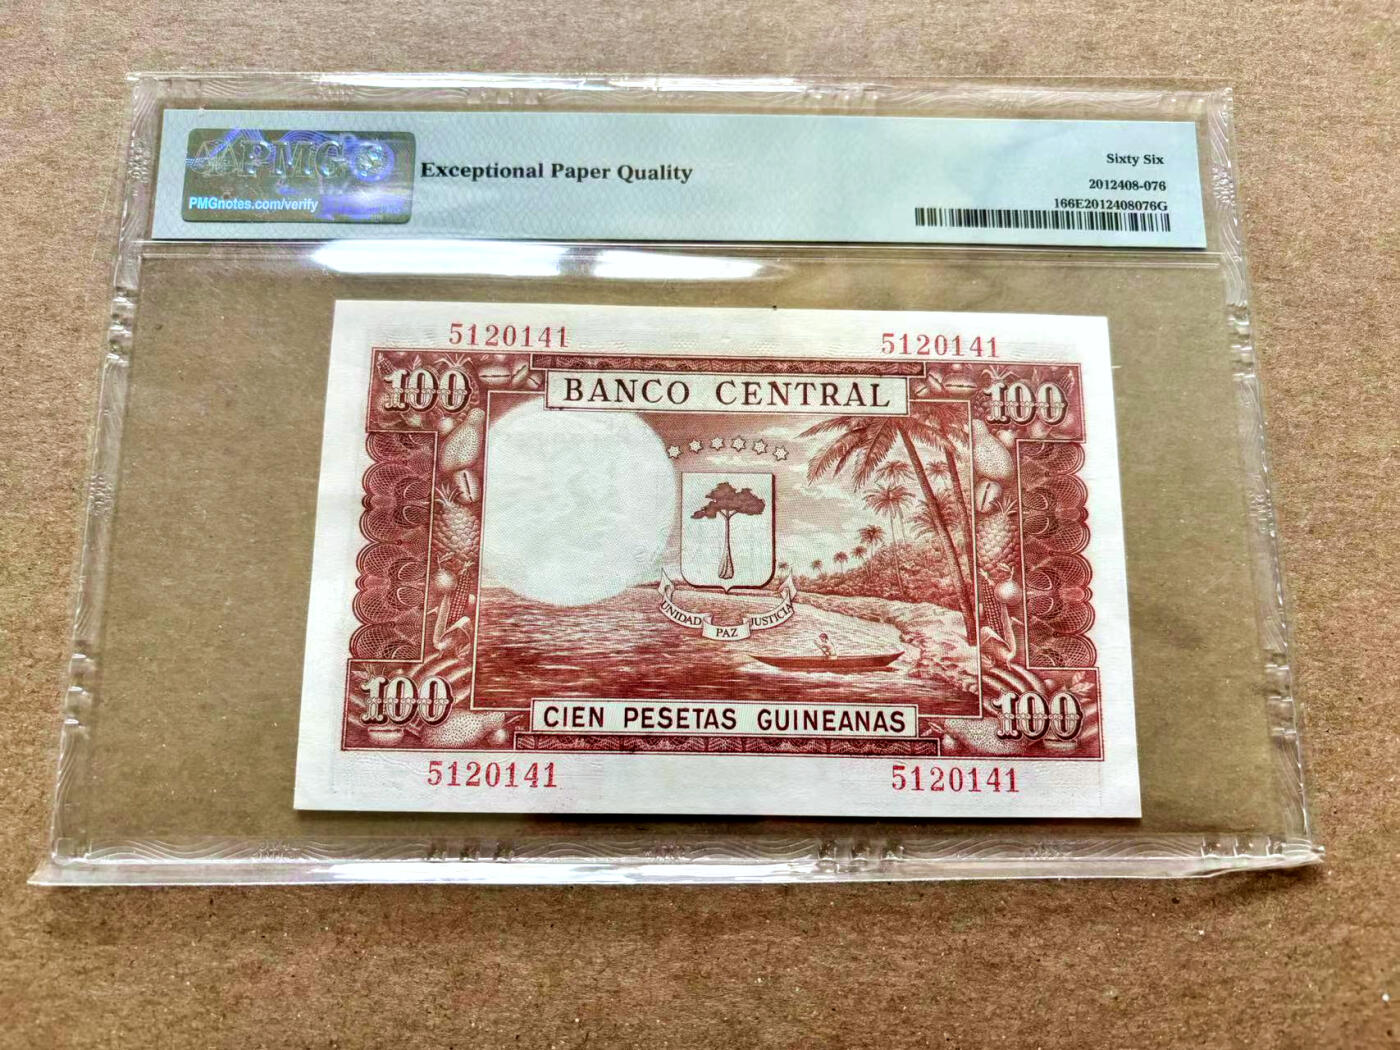 PMG
PMGnotes.com/verify
Exceptional Paper Quality
Sixty Six
2012408-076
166E2012408076G
5120141 5120141
100 BANCO CENTRAL 100
UNIDAD PAZ JUSTICIA
100 CIEN PESETAS GUINEANAS 100
5120141 5120141